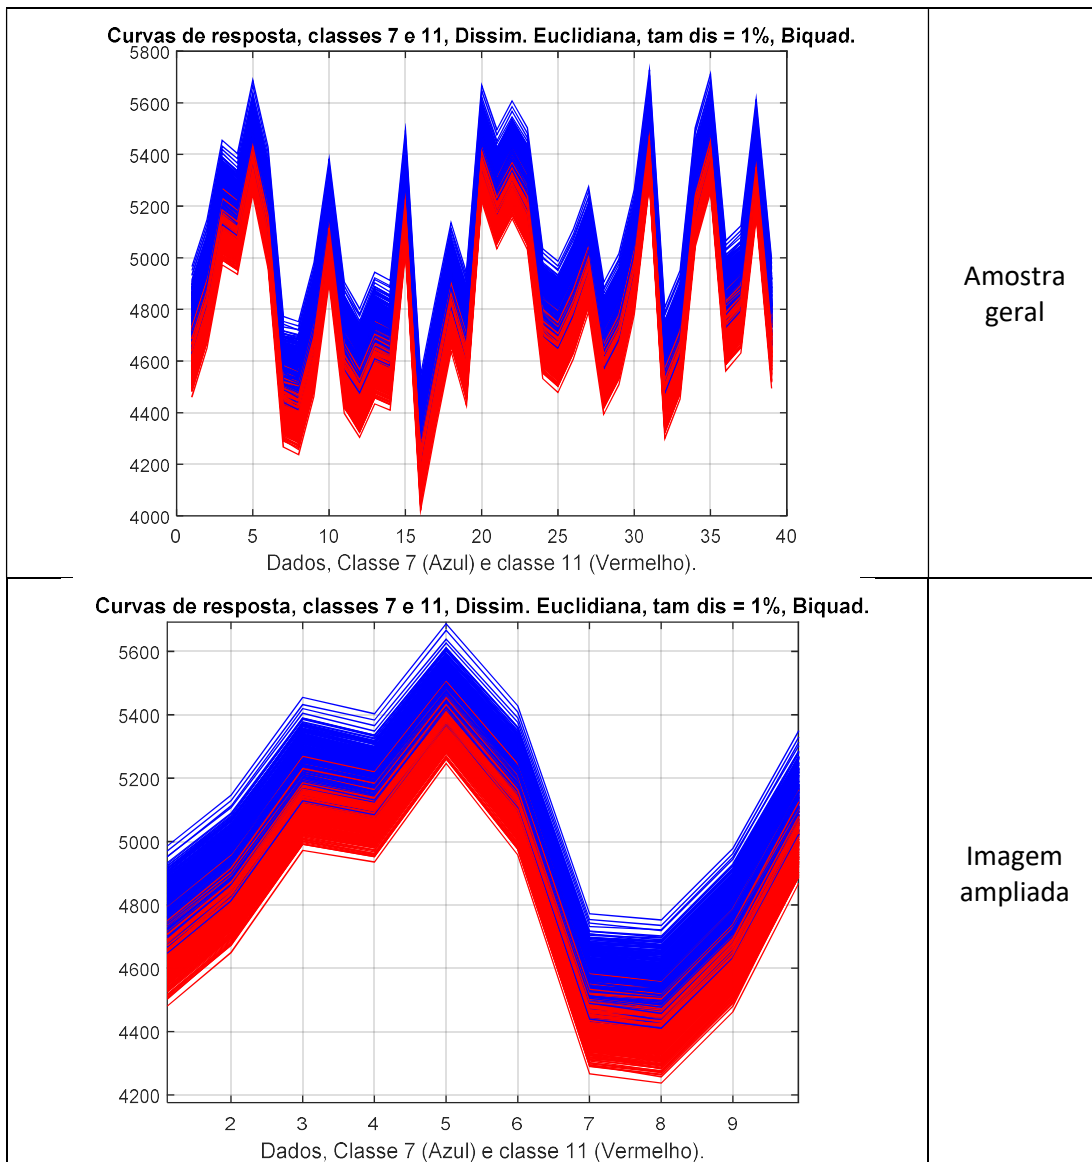 Curvas de resposta, classes 7 e 11, Dissim. Euclidiana, tam dis = 1%, Biquad.
5800
5600
5400
5200
5000
4800
4600
4400
4200
4000
0 5 10 15 20 25 30 35 40
Dados, Classe 7 (Azul) e classe 11 (Vermelho).
Amostra
geral
Curvas de resposta, classes 7 e 11, Dissim. Euclidiana, tam dis = 1%, Biquad.
5600
5400
5200
5000
4800
4600
4400
4200
2 3 4 5 6 7 8 9
Dados, Classe 7 (Azul) e classe 11 (Vermelho).
Imagem
ampliada